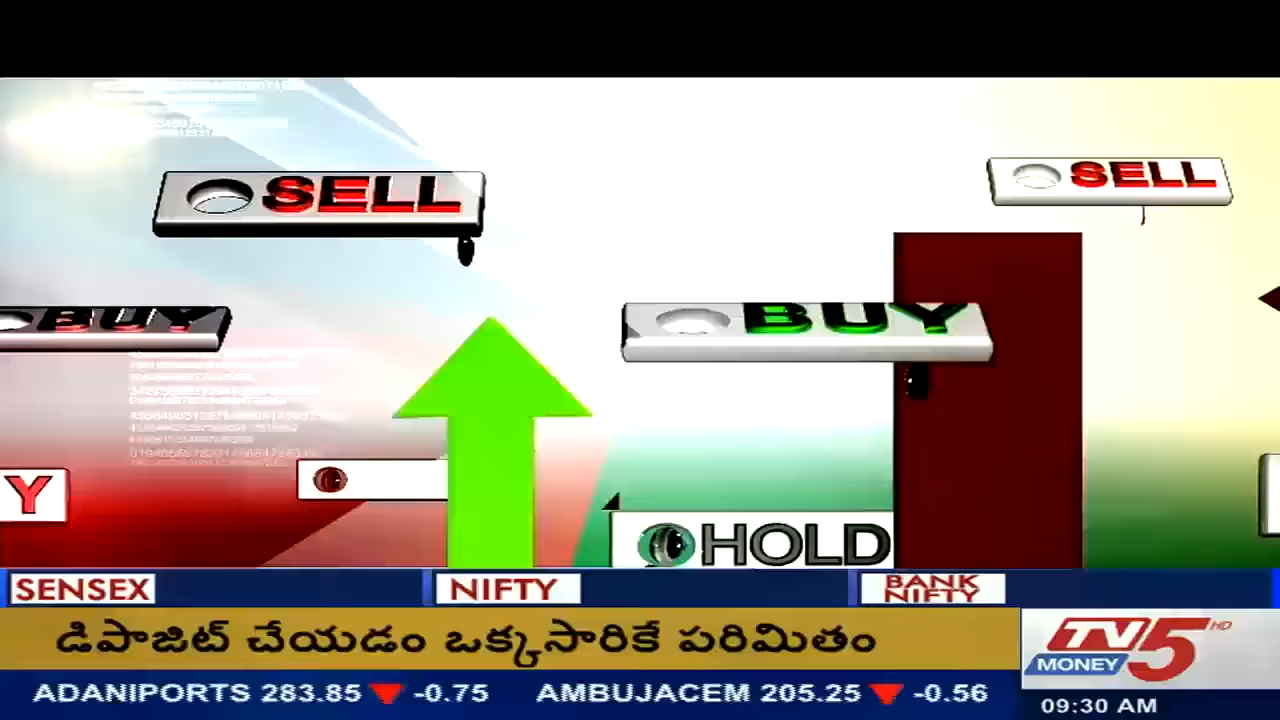 SELL
SELL
BUY
BUY
Y
HOLD
SENSEX NIFTY BANK NIFTY
డిపాజిట్ చేయడం ఒక్కసారికే పరిమితం
TV5 HD
MONEY
ADANIPORTS 283.85 ▼ -0.75 AMBUJACEM 205.25 ▼ -0.56
09:30 AM